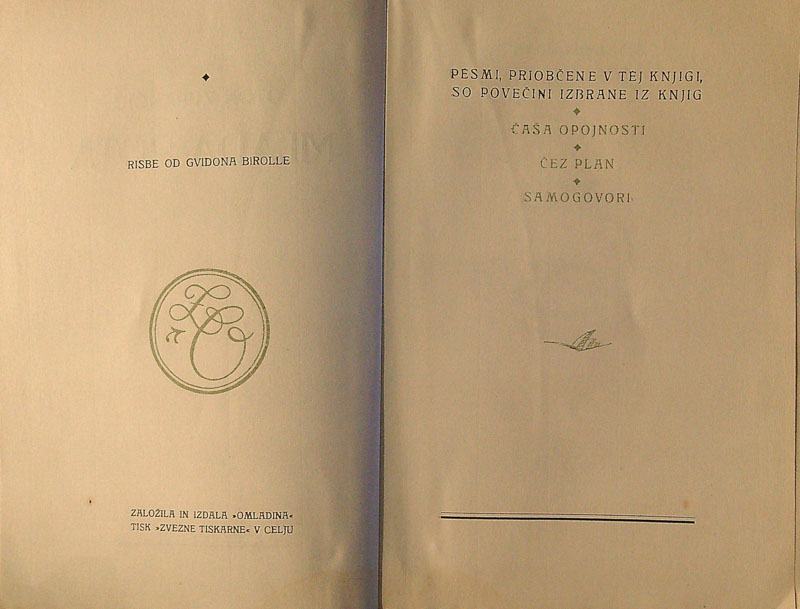 RISBE OD GVIDONA BIROLLE
ZALOŽILA IN IZDALA »OMLADINA«
TISK »ZVEZNE TISKARNE« V CELJU
PESMI, PRIOBČENE V TEJ KNJIGI,
SO POVEČINI IZBRANE IZ KNJIG
ČAŠA OPOJNOSTI
ČEZ PLAN
SAMOGOVORI